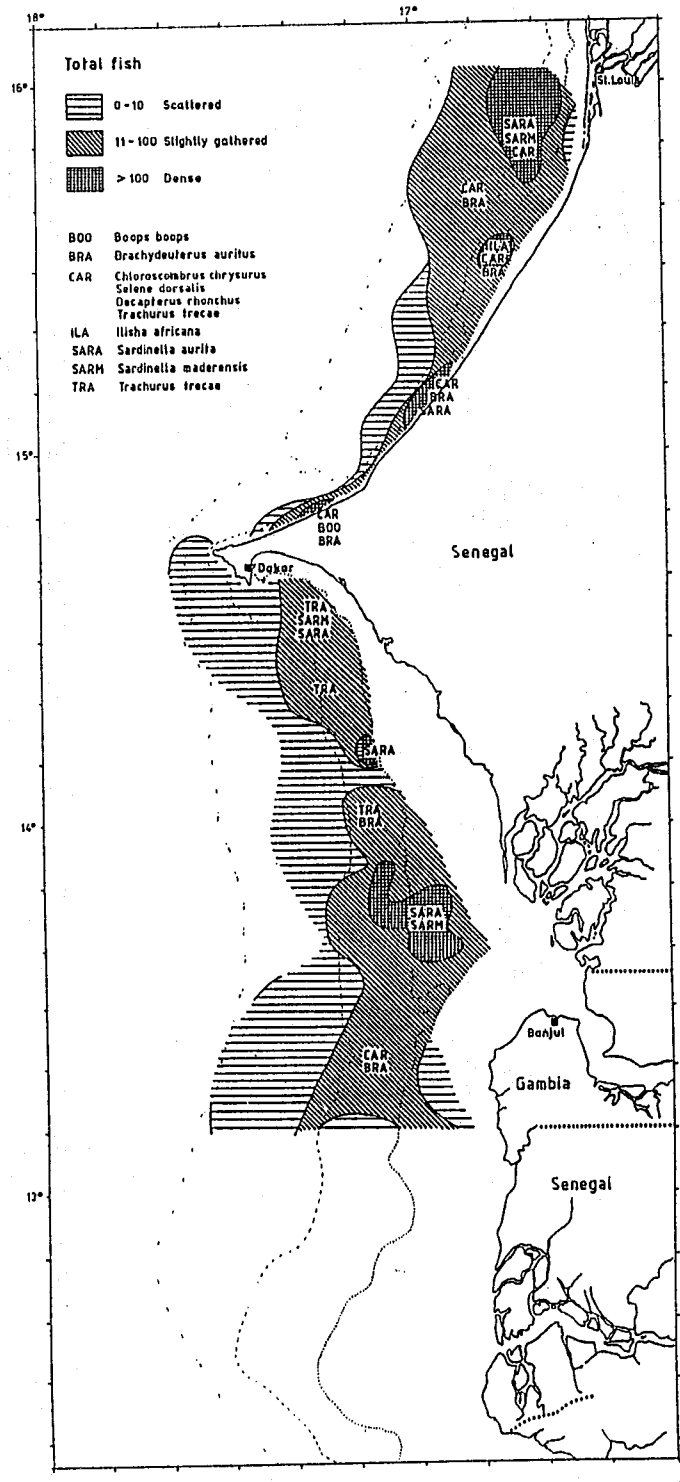 18°
17°
16°
Total fish
0-10 Scattered
11-100 Slightly gathered
>100 Dense
BOO Boops boops
BRA Brachydeuterus auritus
CAR Chloroscombrus chrysurus
Selene dorsalis
Decapterus rhonchus
Trachurus trecae
ILA Ilisha africana
SARA Sardinella aurita
SARM Sardinella maderensis
TRA Trachurus trecae
St.Louis
SARA
SARM
CAR
CAR
BRA
ILA
CAR
BRA
CAR
BRA
SARA
15°
CAR
BOO
BRA
Senegal
Dakar
TRA
SARM
SARA
TRA
SARA
14°
TRA
BRA
SARA
SARM
Banjul
CAR
BRA
Gambia
Senegal
13°